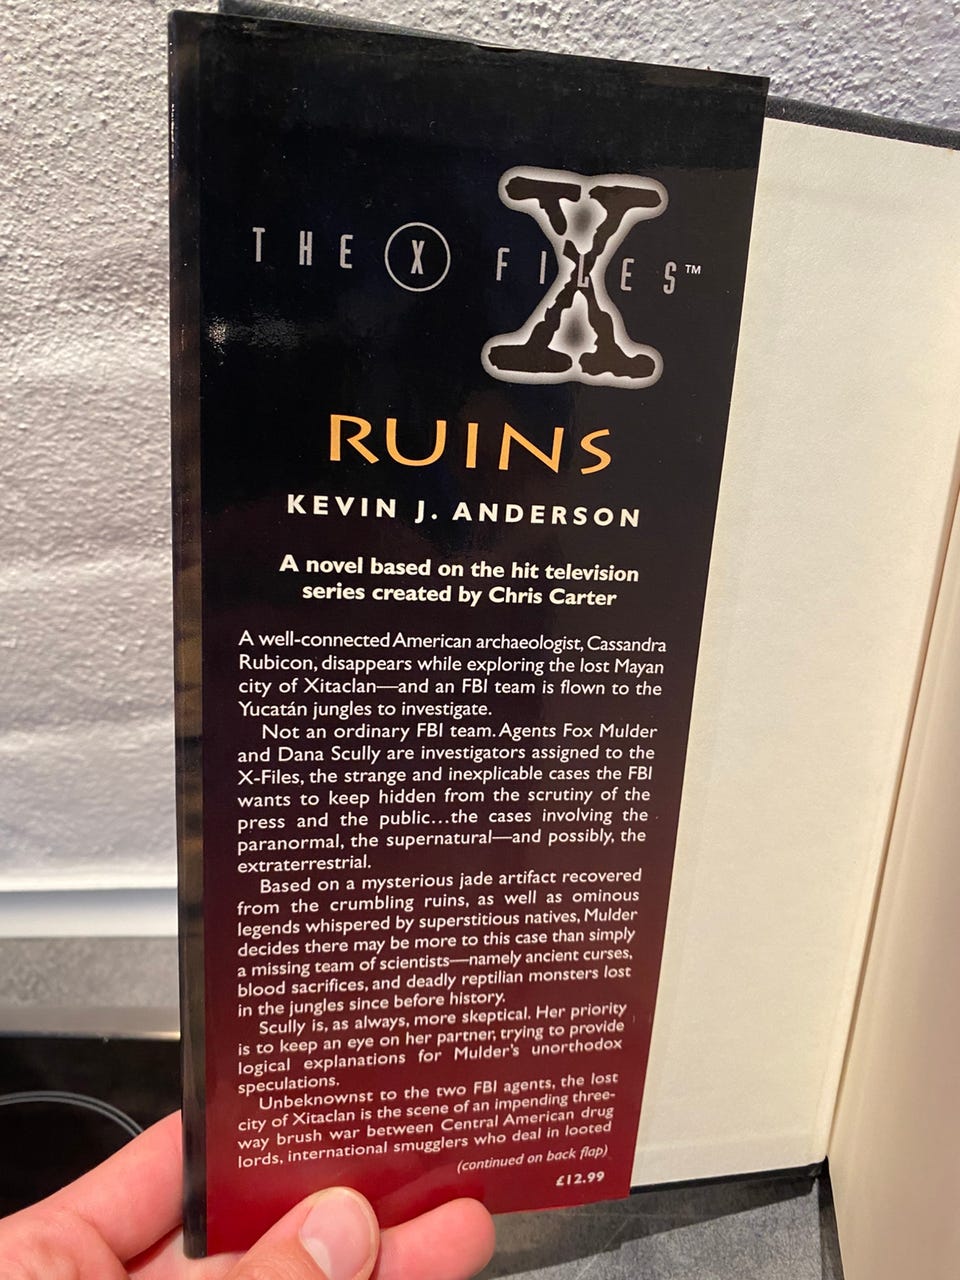 THE X FILES™
RUINS
KEVIN J. ANDERSON
A novel based on the hit television
series created by Chris Carter
A well-connected American archaeologist, Cassandra
Rubicon, disappears while exploring the lost Mayan
city of Xitaclan—and an FBI team is flown to the
Yucatán jungles to investigate.
Not an ordinary FBI team. Agents Fox Mulder
and Dana Scully are investigators assigned to the
X-Files, the strange and inexplicable cases the FBI
wants to keep hidden from the scrutiny of the
press and the public...the cases involving the
paranormal, the supernatural—and possibly, the
extraterrestrial.
Based on a mysterious jade artifact recovered
from the crumbling ruins, as well as ominous
legends whispered by superstitious natives, Mulder
decides there may be more to this case than simply
a missing team of scientists—namely ancient curses,
blood sacrifices, and deadly reptilian monsters lost
in the jungles since before history.
Scully is, as always, more skeptical. Her priority
is to keep an eye on her partner, trying to provide
logical explanations for Mulder's unorthodox
speculations.
Unbeknownst to the two FBI agents, the lost
city of Xitaclan is the scene of an impending three-
way brush war between Central American drug
lords, international smugglers who deal in looted
(continued on back flap)
£12.99